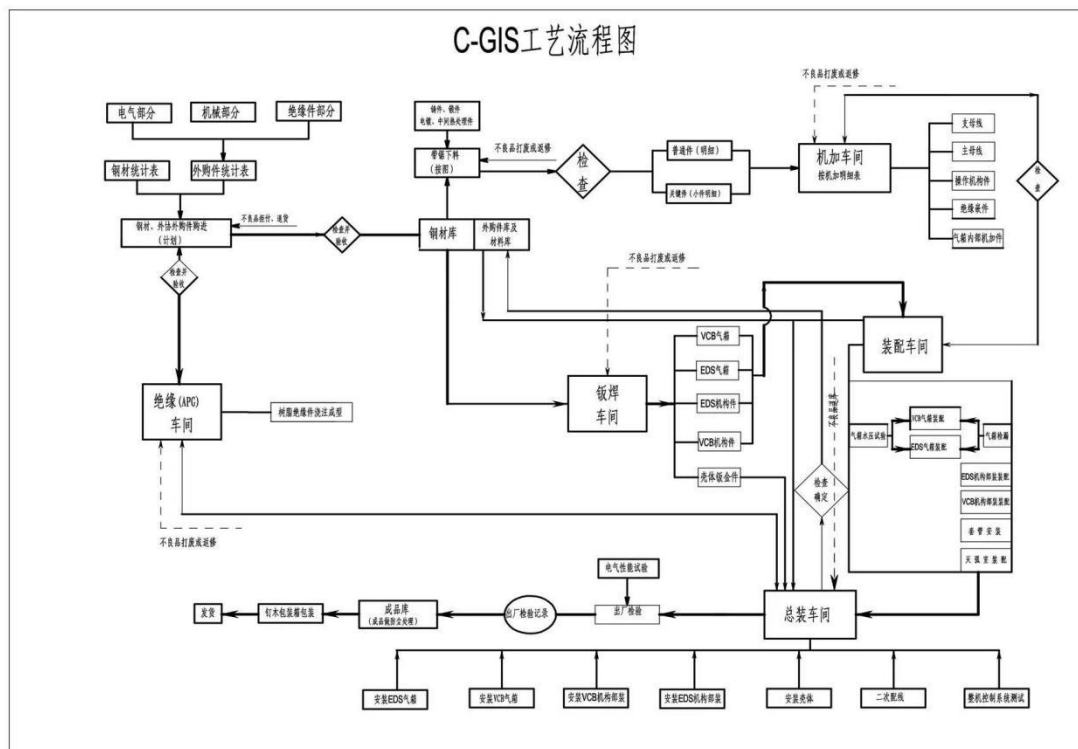 C-GIS工艺流程图
不良品打废或返修
电气部分
机械部分
绝缘件部分
铸件、锻件
电镀、中间热处理件
钢材统计表
外购件统计表
带锯下料
(按图)
不良品打废或返修
检查
普通件(明细)
关键件(小件明细)
机加车间
按机加明细表
支母线
主母线
操作机构件
绝缘嵌件
气箱内部机加件
检查
钢材、外协外购件购进
(计划)
检查并
验收
钢材库
外购件库及
材料库
检查并
验收
不良品打废或返修
VCB气箱
EDS气箱
EDS机构件
VCB机构件
壳体钣金件
钣焊
车间
装配车间
绝缘(APG)
车间
树脂绝缘件浇注成型
气箱水压试验
VCB气箱装配
EDS气箱装配
气箱检漏
EDS机构部装装配
VCB机构部装装配
套管安装
灭弧室装配
检查
确定
不良品打废或返修
电气性能试验
发货
钉木包装箱包装
成品库
(成品做防尘处理)
出厂检验记录
出厂检验
总装车间
安装EDS气箱
安装VCB气箱
安装VCB机构部装
安装EDS机构部装
安装壳体
二次配线
整机控制系统测试